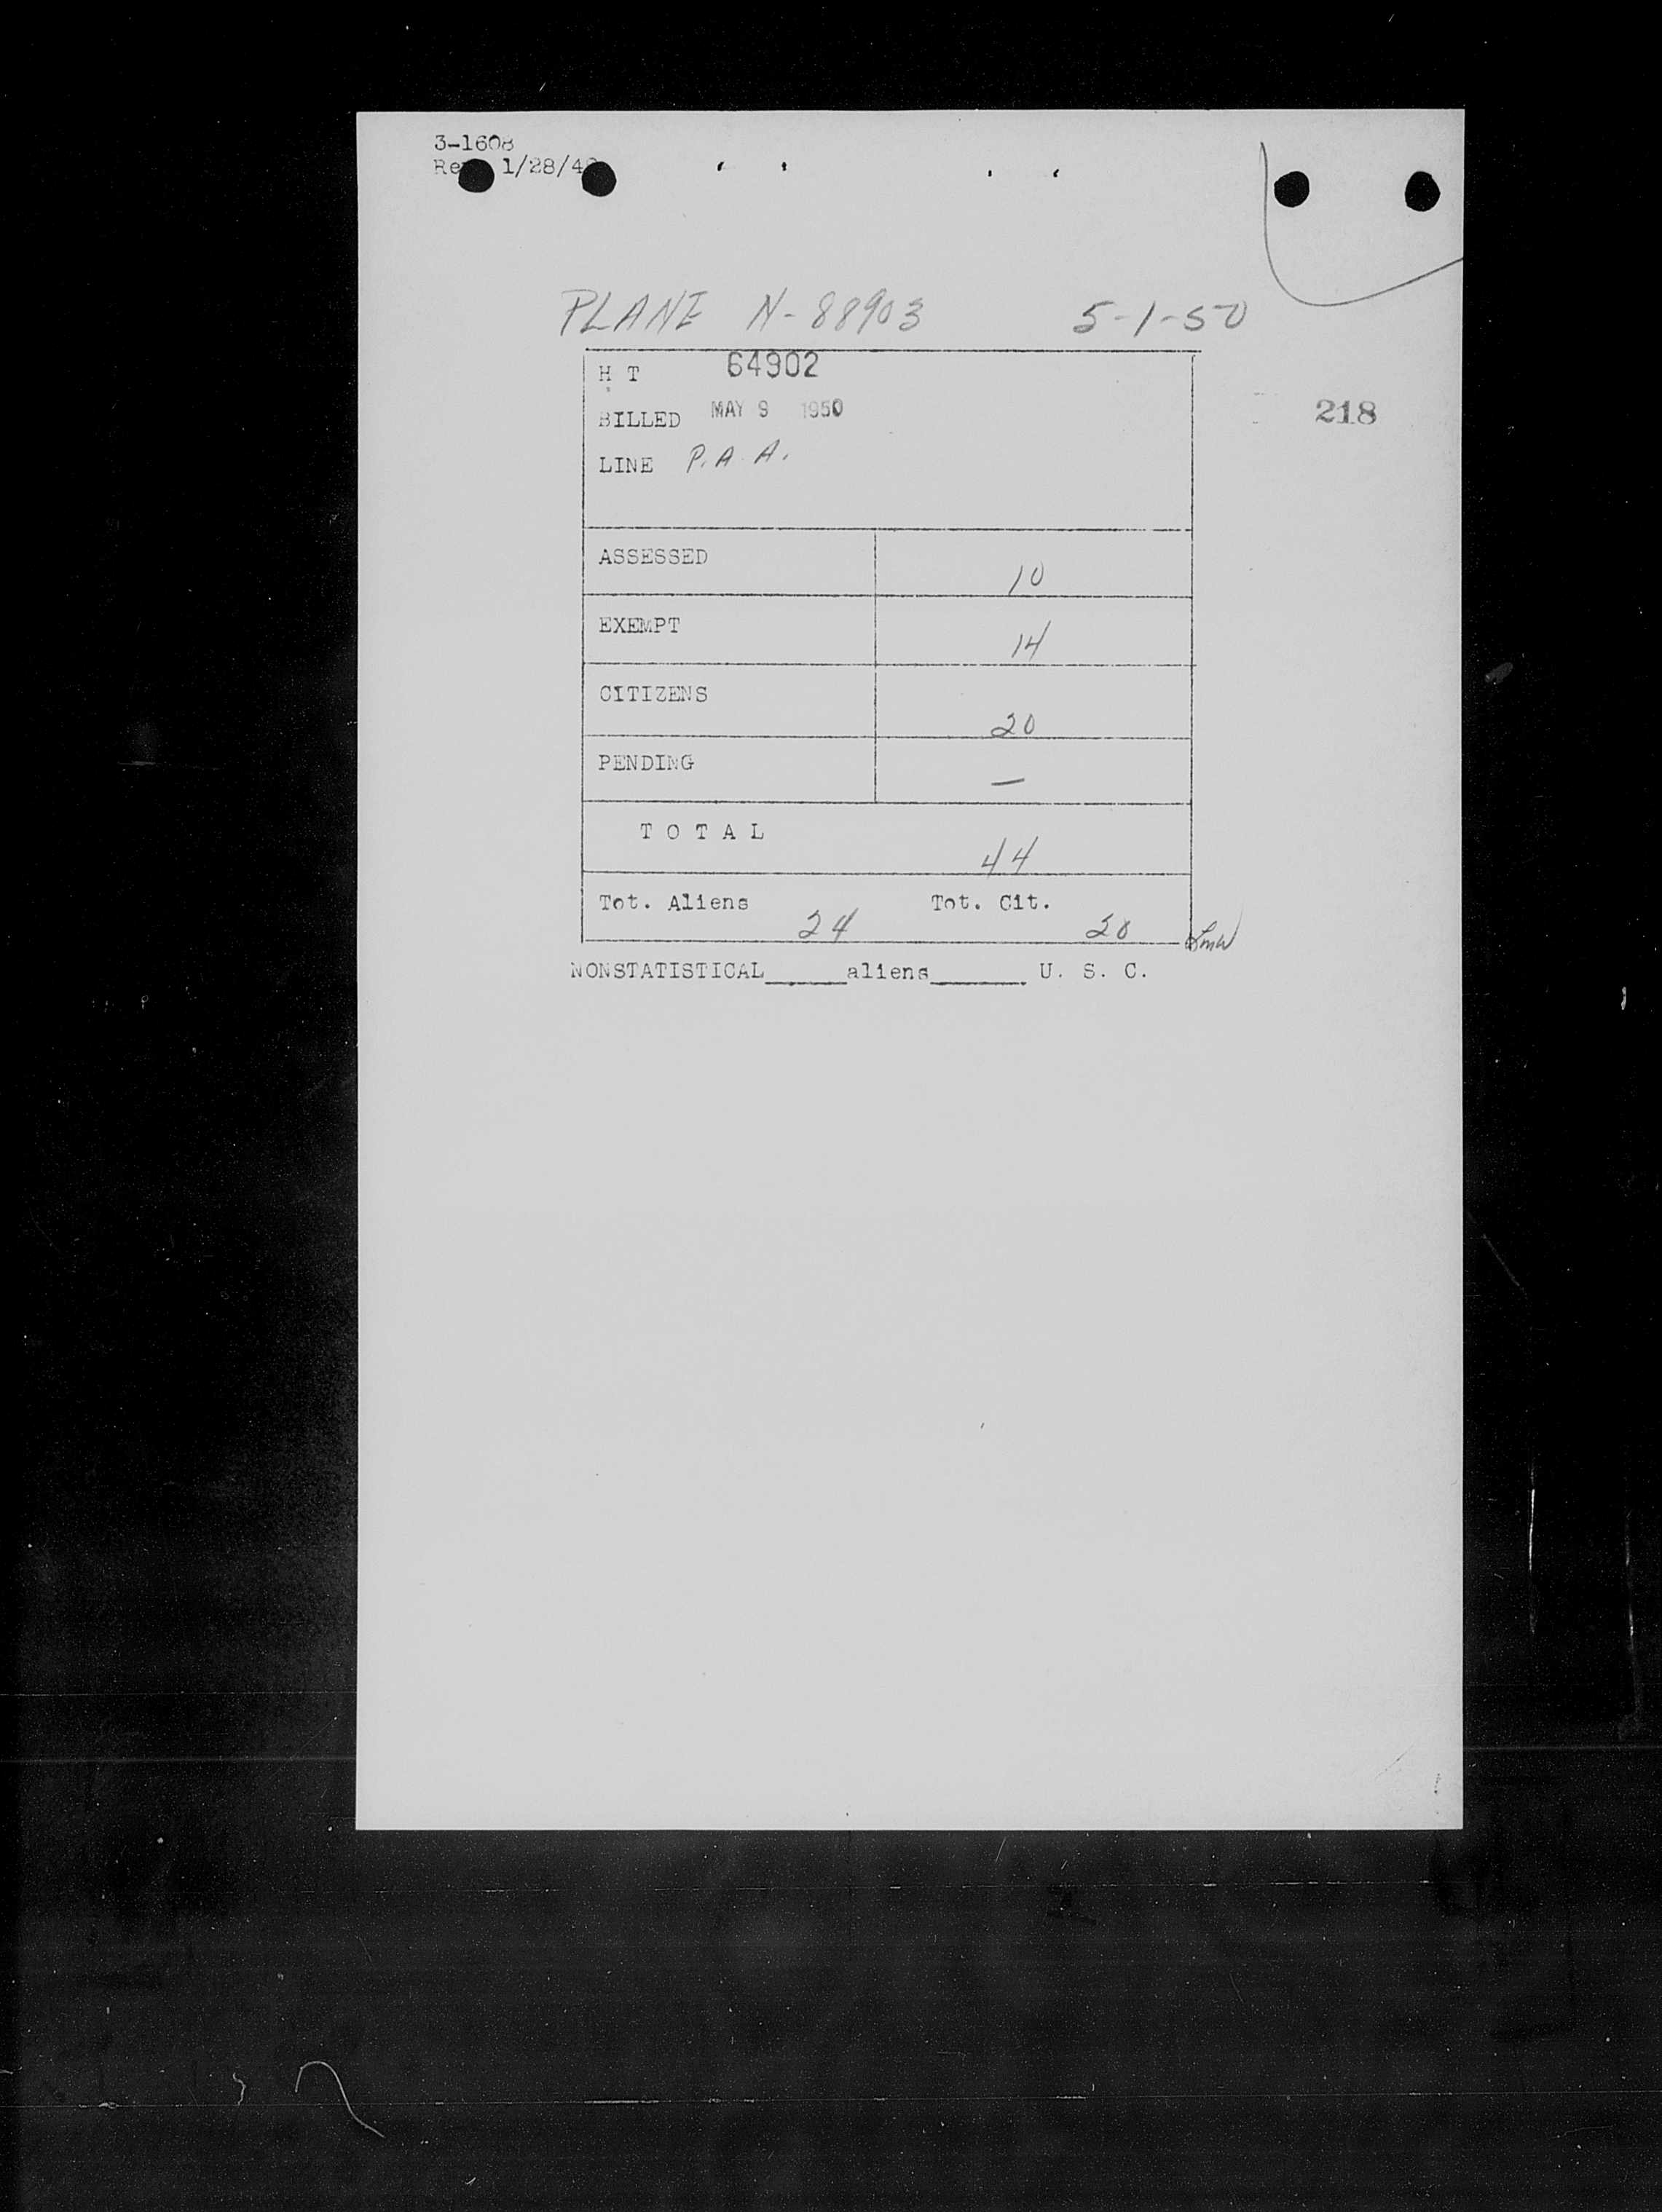 3-1608
1/28/4
PLANE N-88903 5-1-50
H T 64902
BILLED MAY 9 1950
218
LINE P.A.A.
ASSESSED 10
EXEMPT 14
CITIZENS 20
PENDING —
TOTAL 44
Tot. Aliens 24 Tot. Cit. 20
NONSTATISTICAL_____aliens______ U. S. C.